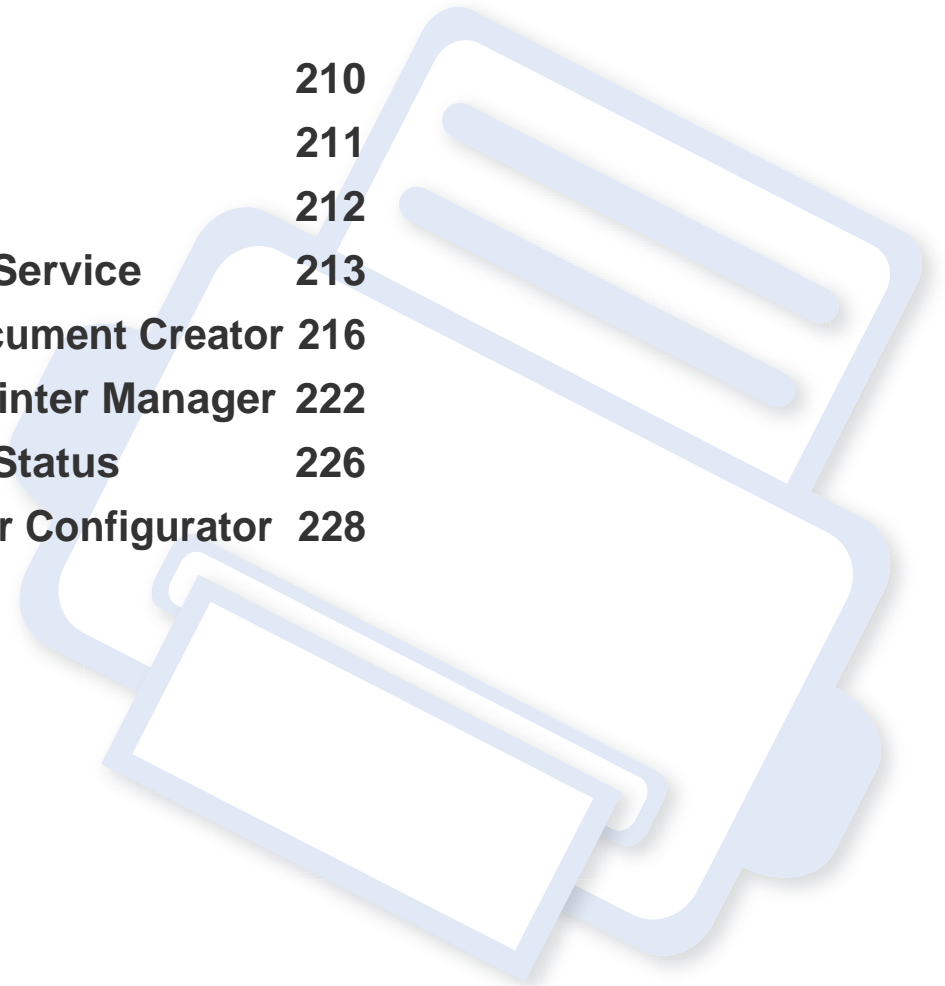 210
211
212
Service 213
cument Creator 216
inter Manager 222
Status 226
r Configurator 228